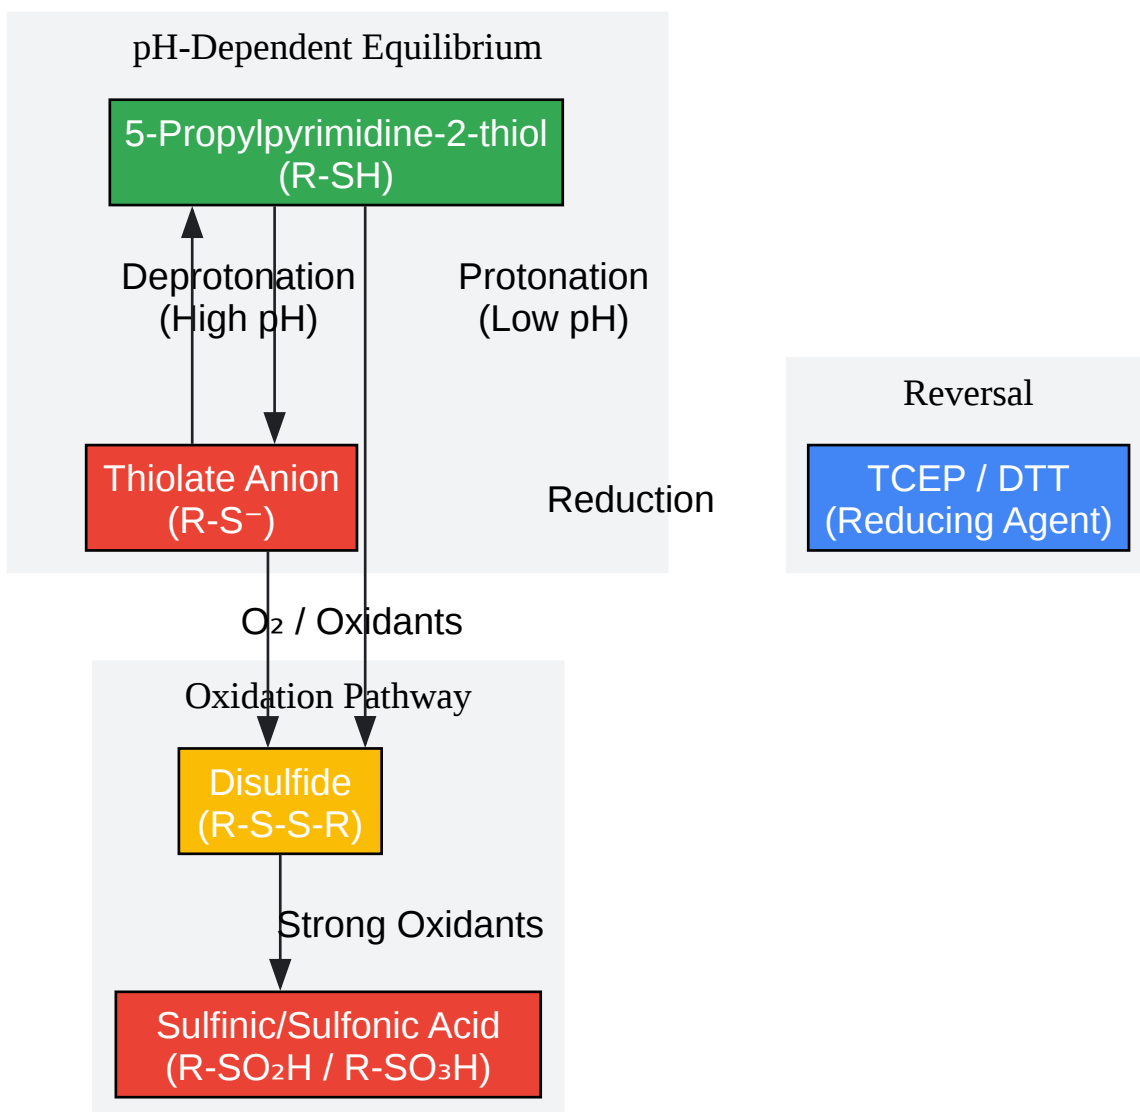 pH-Dependent Equilibrium
5-Propylpyrimidine-2-thiol
(R-SH)
Deprotonation
(High pH)
Protonation
(Low pH)
Reversal
Thiolate Anion
(R-S⁻)
Reduction
TCEP / DTT
(Reducing Agent)
O₂ / Oxidants
Oxidation Pathway
Disulfide
(R-S-S-R)
Strong Oxidants
Sulfinic/Sulfonic Acid
(R-SO₂H / R-SO₃H)